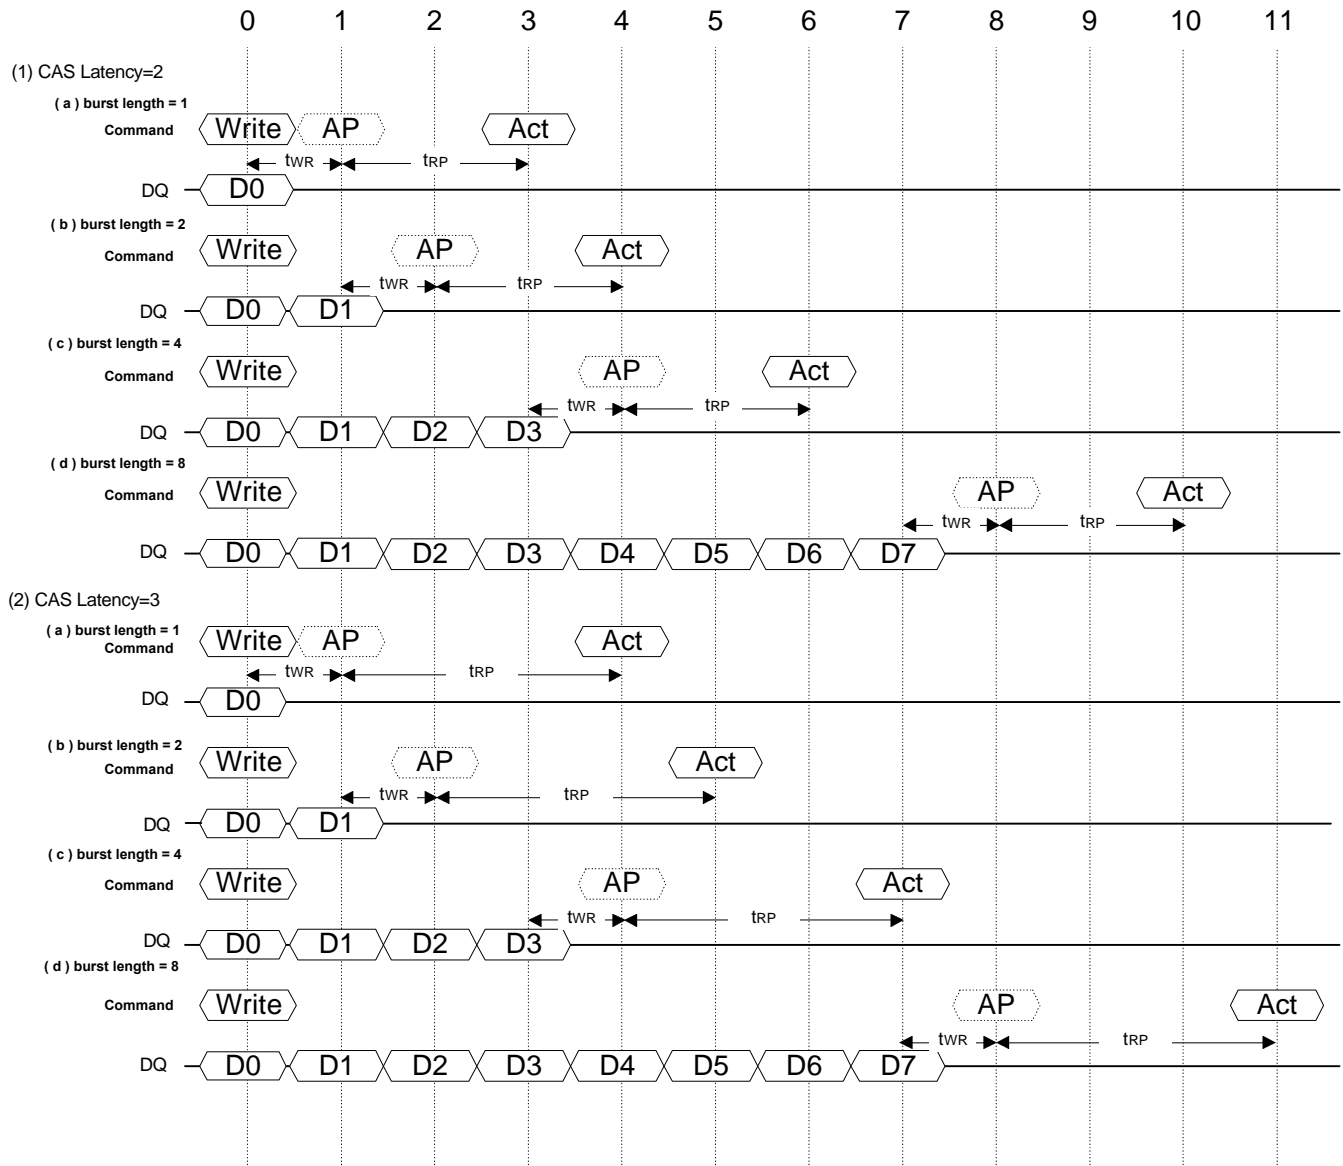 0 1 2 3 4 5 6 7 8 9 10 11
(1) CAS Latency=2
( a ) burst length = 1
Command Write AP Act
tWR tRP
DQ D0
( b ) burst length = 2
Command Write AP Act
tWR tRP
DQ D0 D1
( c ) burst length = 4
Command Write AP Act
tWR tRP
DQ D0 D1 D2 D3
( d ) burst length = 8
Command Write AP Act
tWR tRP
DQ D0 D1 D2 D3 D4 D5 D6 D7
(2) CAS Latency=3
( a ) burst length = 1
Command Write AP Act
tWR tRP
DQ D0
( b ) burst length = 2
Command Write AP Act
tWR tRP
DQ D0 D1
( c ) burst length = 4
Command Write AP Act
tWR tRP
DQ D0 D1 D2 D3
( d ) burst length = 8
Command Write AP Act
tWR tRP
DQ D0 D1 D2 D3 D4 D5 D6 D7